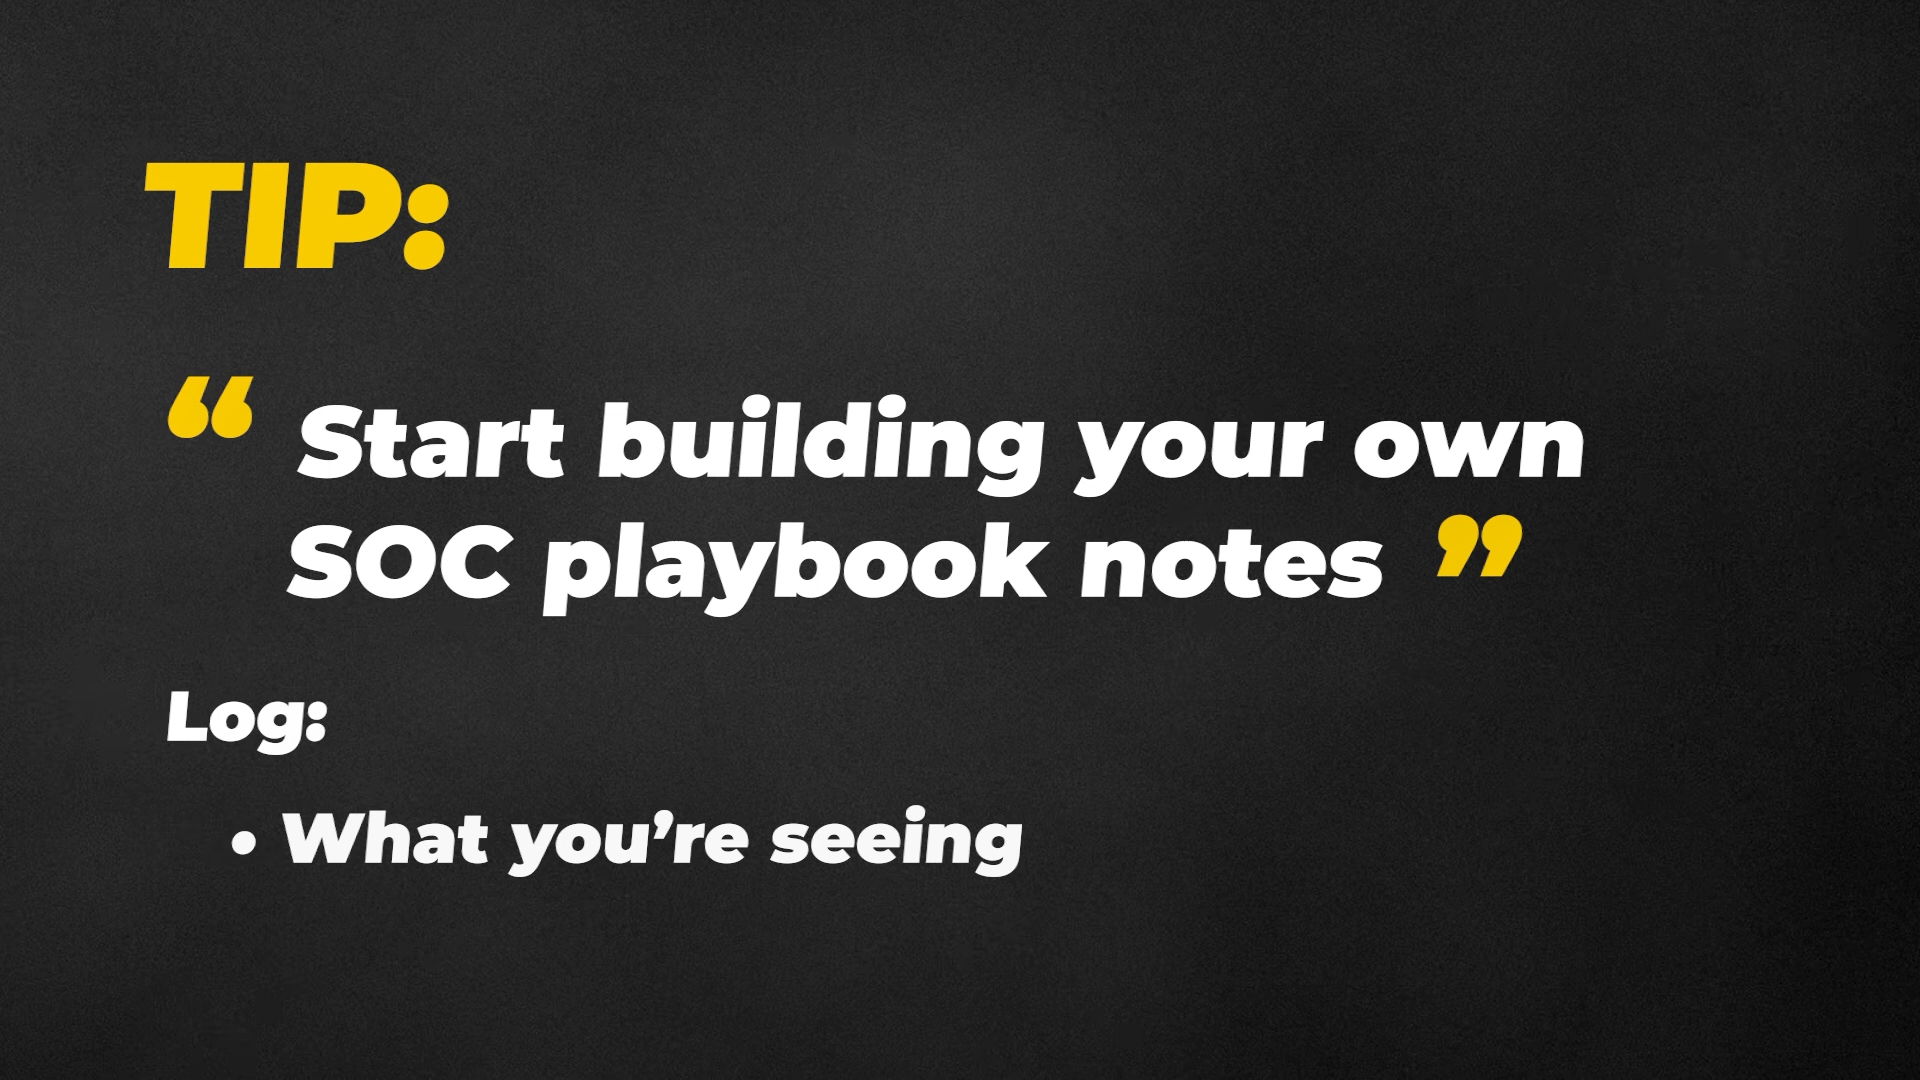 TIP:
“ Start building your own
SOC playbook notes ”
Log:
• What you’re seeing